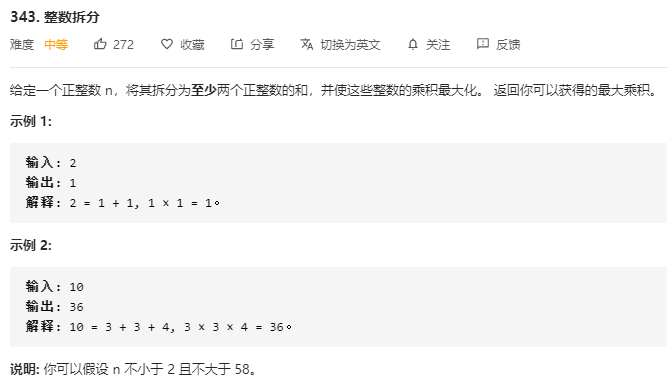 343. 整数拆分
难度 中等 272 收藏 分享 切换为英文 关注 反馈
给定一个正整数 n，将其拆分为至少两个正整数的和，并使这些整数的乘积最大化。 返回你可以获得的最大乘积。
示例 1:
输入: 2
输出: 1
解释: 2 = 1 + 1, 1 × 1 = 1。
示例 2:
输入: 10
输出: 36
解释: 10 = 3 + 3 + 4, 3 × 3 × 4 = 36。
说明: 你可以假设 n 不小于 2 且不大于 58。